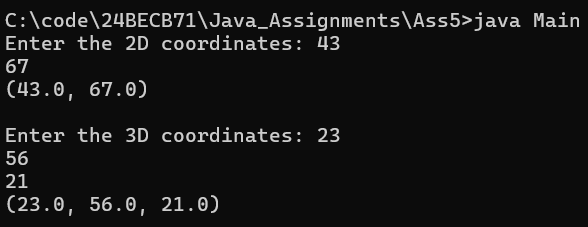 C:\code\24BECB71\Java_Assignments\Ass5>java Main
Enter the 2D coordinates: 43
67
(43.0, 67.0)
Enter the 3D coordinates: 23
56
21
(23.0, 56.0, 21.0)